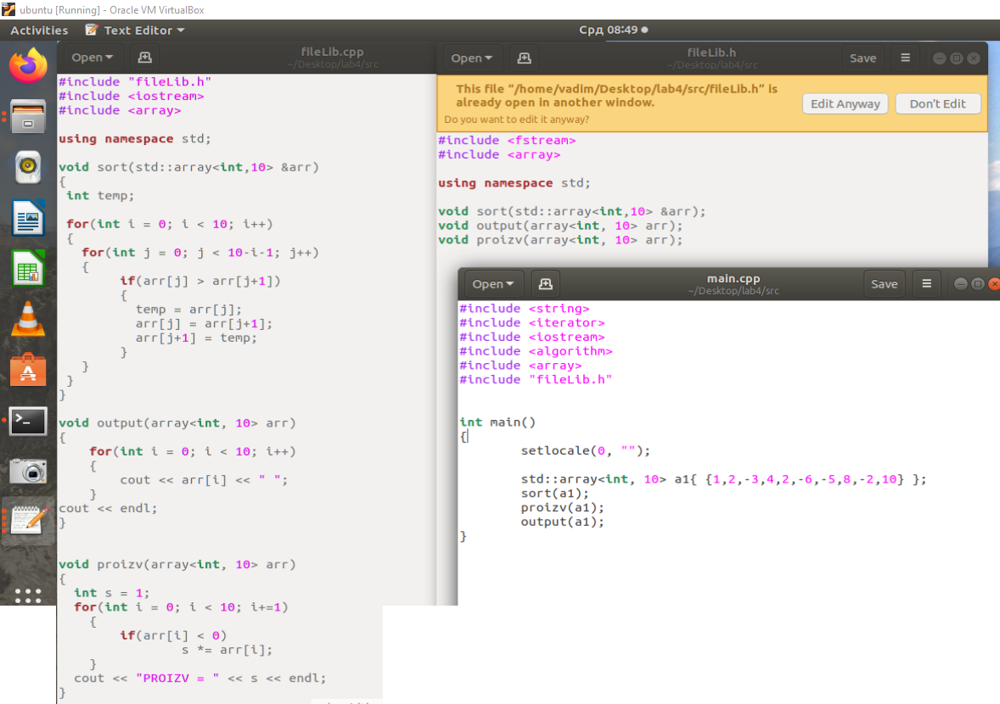 ubuntu [Running] - Oracle VM VirtualBox
Activities Text Editor Срд 08:49
Open fileLib.cpp
~/Desktop/lab4/src
#include "fileLib.h"
#include <iostream>
#include <array>
using namespace std;
void sort(std::array<int,10> &arr)
{
int temp;
for(int i = 0; i < 10; i++)
{
for(int j = 0; j < 10-i-1; j++)
{
if(arr[j] > arr[j+1])
{
temp = arr[j];
arr[j] = arr[j+1];
arr[j+1] = temp;
}
}
}
}
void output(array<int, 10> arr)
{
for(int i = 0; i < 10; i++)
{
cout << arr[i] << " ";
}
cout << endl;
}
void proizv(array<int, 10> arr)
{
int s = 1;
for(int i = 0; i < 10; i+=1)
{
if(arr[i] < 0)
s *= arr[i];
}
cout << "PROIZV = " << s << endl;
}
Open fileLib.h Save
~/Desktop/lab4/src
This file “/home/vadim/Desktop/lab4/src/fileLib.h” is
already open in another window.
Do you want to edit it anyway?
Edit Anyway Don't Edit
#include <fstream>
#include <array>
using namespace std;
void sort(std::array<int,10> &arr);
void output(array<int, 10> arr);
void proizv(array<int, 10> arr);
Open main.cpp Save
~/Desktop/lab4/src
#include <string>
#include <iterator>
#include <iostream>
#include <algorithm>
#include <array>
#include "fileLib.h"
int main()
{
setlocale(0, "");
std::array<int, 10> a1{ {1,2,-3,4,2,-6,-5,8,-2,10} };
sort(a1);
proizv(a1);
output(a1);
}